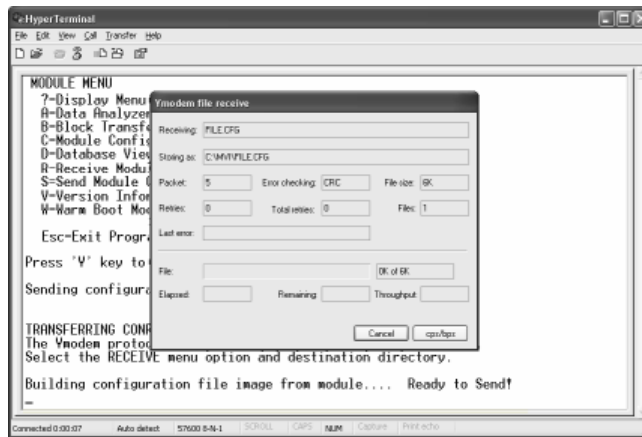 HyperTerminal
File Edit View Call Transfer Help
MODULE MENU
?=Display Menu
A=Data Analyzer
B=Block Transfe
C=Module Config
D=Database View
R=Receive Modul
S=Send Module C
V=Version Infor
W=Warm Boot Mod
Esc=Exit Progra
Press 'Y' key to
Sending configura
TRANSFERRING CONF
The Ymodem protoc
Select the RECEIVE menu option and destination directory.
Building configuration file image from module.... Ready to Send!
Ymodem file receive
Receiving: FILE.CFG
Storing as: C:\MVI\FILE.CFG
Packet: 5 Error checking: CRC File size: 6K
Retries: 0 Total retries: 0 Files: 1
Last error:
File: 0K of 6K
Elapsed: Remaining: Throughput:
Cancel cps/bps
Connected 0:00:07 Auto detect 57600 8-N-1 SCROLL CAPS NUM Capture Print echo